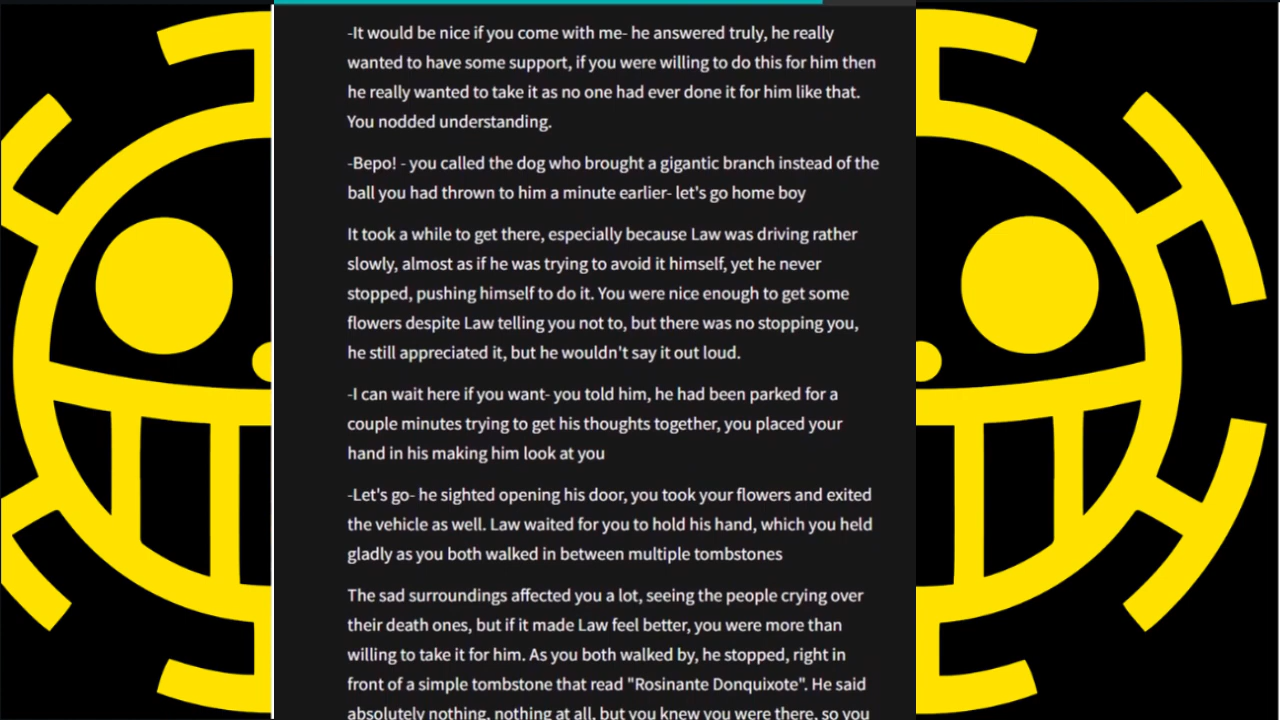 -It would be nice if you come with me- he answered truly, he really
wanted to have some support, if you were willing to do this for him then
he really wanted to take it as no one had ever done it for him like that.
You nodded understanding.
-Bepo! - you called the dog who brought a gigantic branch instead of the
ball you had thrown to him a minute earlier- let's go home boy
It took a while to get there, especially because Law was driving rather
slowly, almost as if he was trying to avoid it himself, yet he never
stopped, pushing himself to do it. You were nice enough to get some
flowers despite Law telling you not to, but there was no stopping you,
he still appreciated it, but he wouldn't say it out loud.
-I can wait here if you want- you told him, he had been parked for a
couple minutes trying to get his thoughts together, you placed your
hand in his making him look at you
-Let's go- he sighted opening his door, you took your flowers and exited
the vehicle as well. Law waited for you to hold his hand, which you held
gladly as you both walked in between multiple tombstones
The sad surroundings affected you a lot, seeing the people crying over
their death ones, but if it made Law feel better, you were more than
willing to take it for him. As you both walked by, he stopped, right in
front of a simple tombstone that read "Rosinante Donquixote". He said
absolutely nothing, nothing at all, but you knew you were there, so you